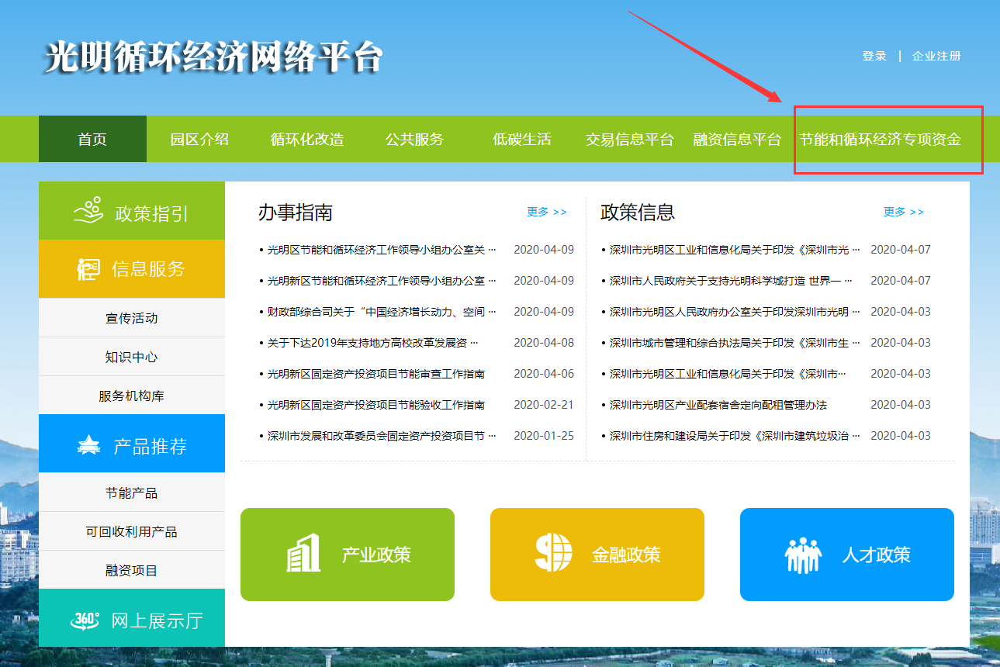 光明循环经济网络平台
登录 | 企业注册
首页 园区介绍 循环化改造 公共服务 低碳生活 交易信息平台 融资信息平台 节能和循环经济专项资金
政策指引
信息服务
宣传活动
知识中心
服务机构库
产品推荐
节能产品
可回收利用产品
融资项目
360° 网上展示厅
办事指南 更多 >>
• 光明区节能和循环经济工作领导小组办公室关 ··· 2020-04-09
• 光明新区节能和循环经济工作领导小组办公室 ··· 2020-04-09
• 财政部综合司关于“中国经济增长动力、空间 ··· 2020-04-09
• 关于下达2019年支持地方高校改革发展资 ··· 2020-04-08
• 光明新区固定资产投资项目节能审查工作指南 2020-04-06
• 光明新区固定资产投资项目节能验收工作指南 2020-02-21
• 深圳市发展和改革委员会固定资产投资项目节 ··· 2020-01-25
政策信息 更多 >>
• 深圳市光明区工业和信息化局关于印发《深圳市光 ··· 2020-04-07
• 深圳市人民政府关于支持光明科学城打造 世界一 ··· 2020-04-07
• 深圳市光明区人民政府办公室关于印发深圳市光明 ··· 2020-04-03
• 深圳市城市管理和综合执法局关于印发《深圳市生 ··· 2020-04-03
• 深圳市光明区工业和信息化局关于印发《深圳市··· 2020-04-03
• 深圳市光明区产业配套宿舍定向配租管理办法 2020-04-03
• 深圳市住房和建设局关于印发《深圳市建筑垃圾治 ··· 2020-04-03
产业政策 金融政策 人才政策